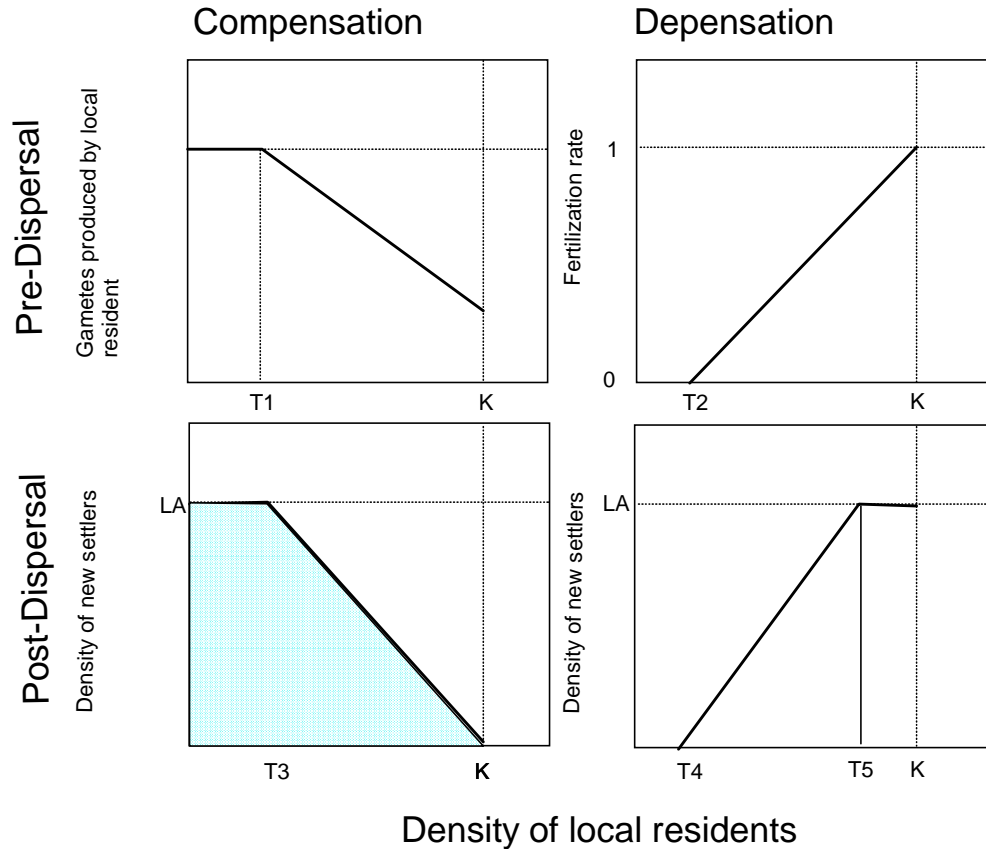 Compensation
Depensation
Pre-Dispersal
Gametes produced by local
resident
T1
K
Fertilization rate
1
0
T2
K
Post-Dispersal
Density of new settlers
LA
T3
K
Density of new settlers
LA
T4
T5
K
Density of local residents